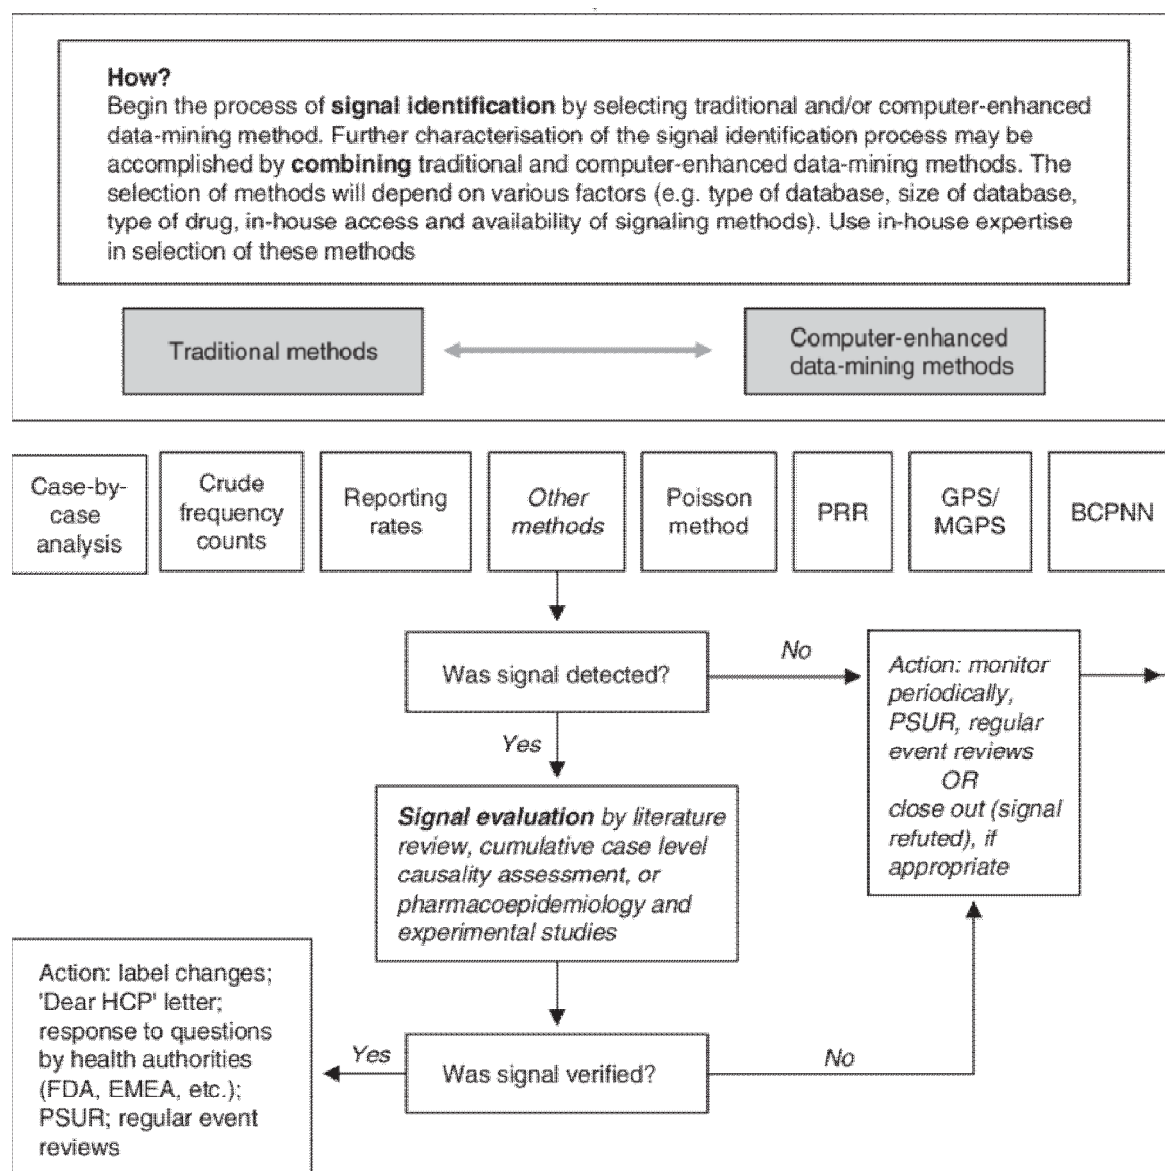 How?
Begin the process of signal identification by selecting traditional and/or computer-enhanced
data-mining method. Further characterisation of the signal identification process may be
accomplished by combining traditional and computer-enhanced data-mining methods. The
selection of methods will depend on various factors (e.g. type of database, size of database,
type of drug, in-house access and availability of signaling methods). Use in-house expertise
in selection of these methods
Traditional methods
Computer-enhanced
data-mining methods
Case-by-
case
analysis
Crude
frequency
counts
Reporting
rates
Other
methods
Poisson
method
PRR
GPS/
MGPS
BCPNN
Was signal detected?
No
Action: monitor
periodically,
PSUR, regular
event reviews
OR
close out (signal
refuted), if
appropriate
Yes
Signal evaluation by literature
review, cumulative case level
causality assessment, or
pharmacoepidemiology and
experimental studies
Was signal verified?
No
Yes
Action: label changes;
'Dear HCP' letter;
response to questions
by health authorities
(FDA, EMEA, etc.);
PSUR; regular event
reviews